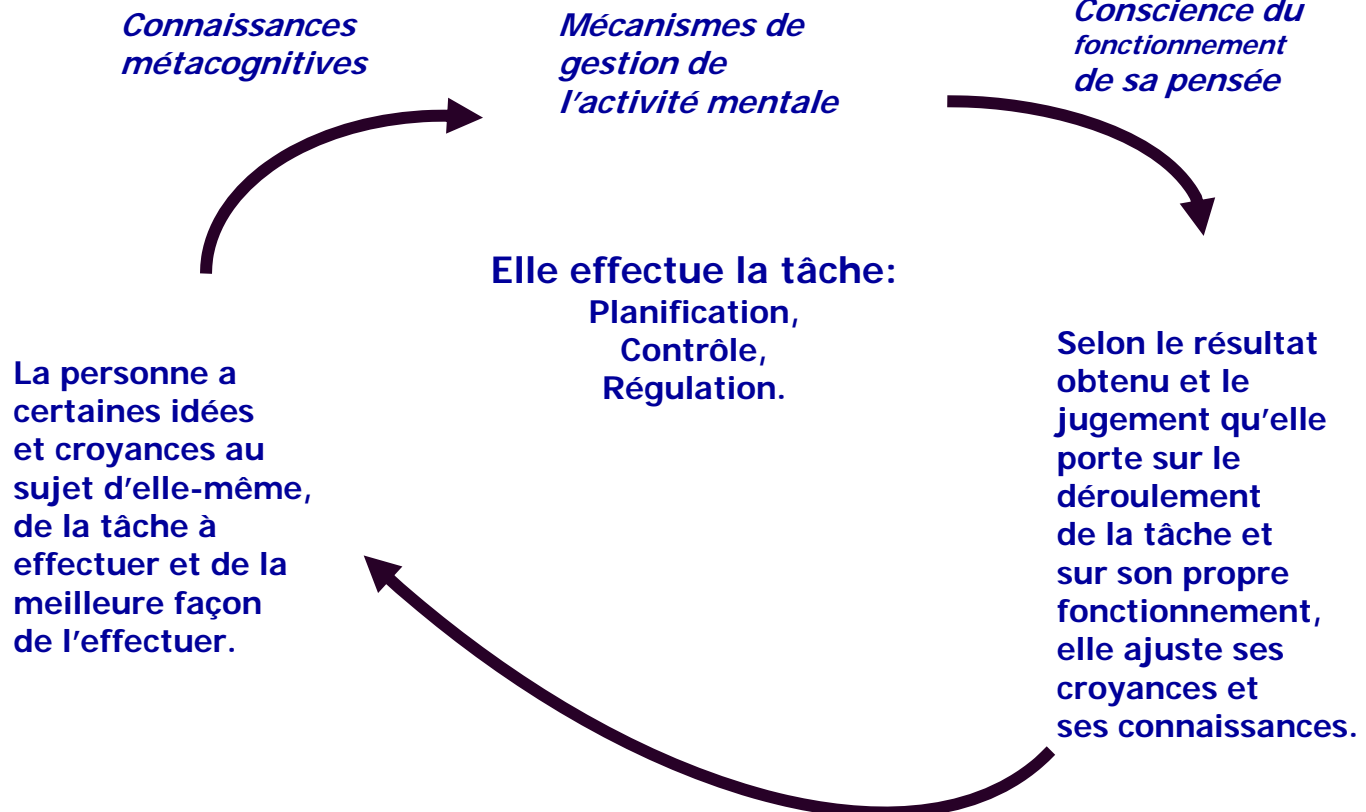 Connaissances
métacognitives
Mécanismes de
gestion de
l'activité mentale
Conscience du
fonctionnement
de sa pensée
La personne a
certaines idées
et croyances au
sujet d'elle-même,
de la tâche à
effectuer et de la
meilleure façon
de l'effectuer.
Elle effectue la tâche:
Planification,
Contrôle,
Régulation.
Selon le résultat
obtenu et le
jugement qu'elle
porte sur le
déroulement
de la tâche et
sur son propre
fonctionnement,
elle ajuste ses
croyances et
ses connaissances.